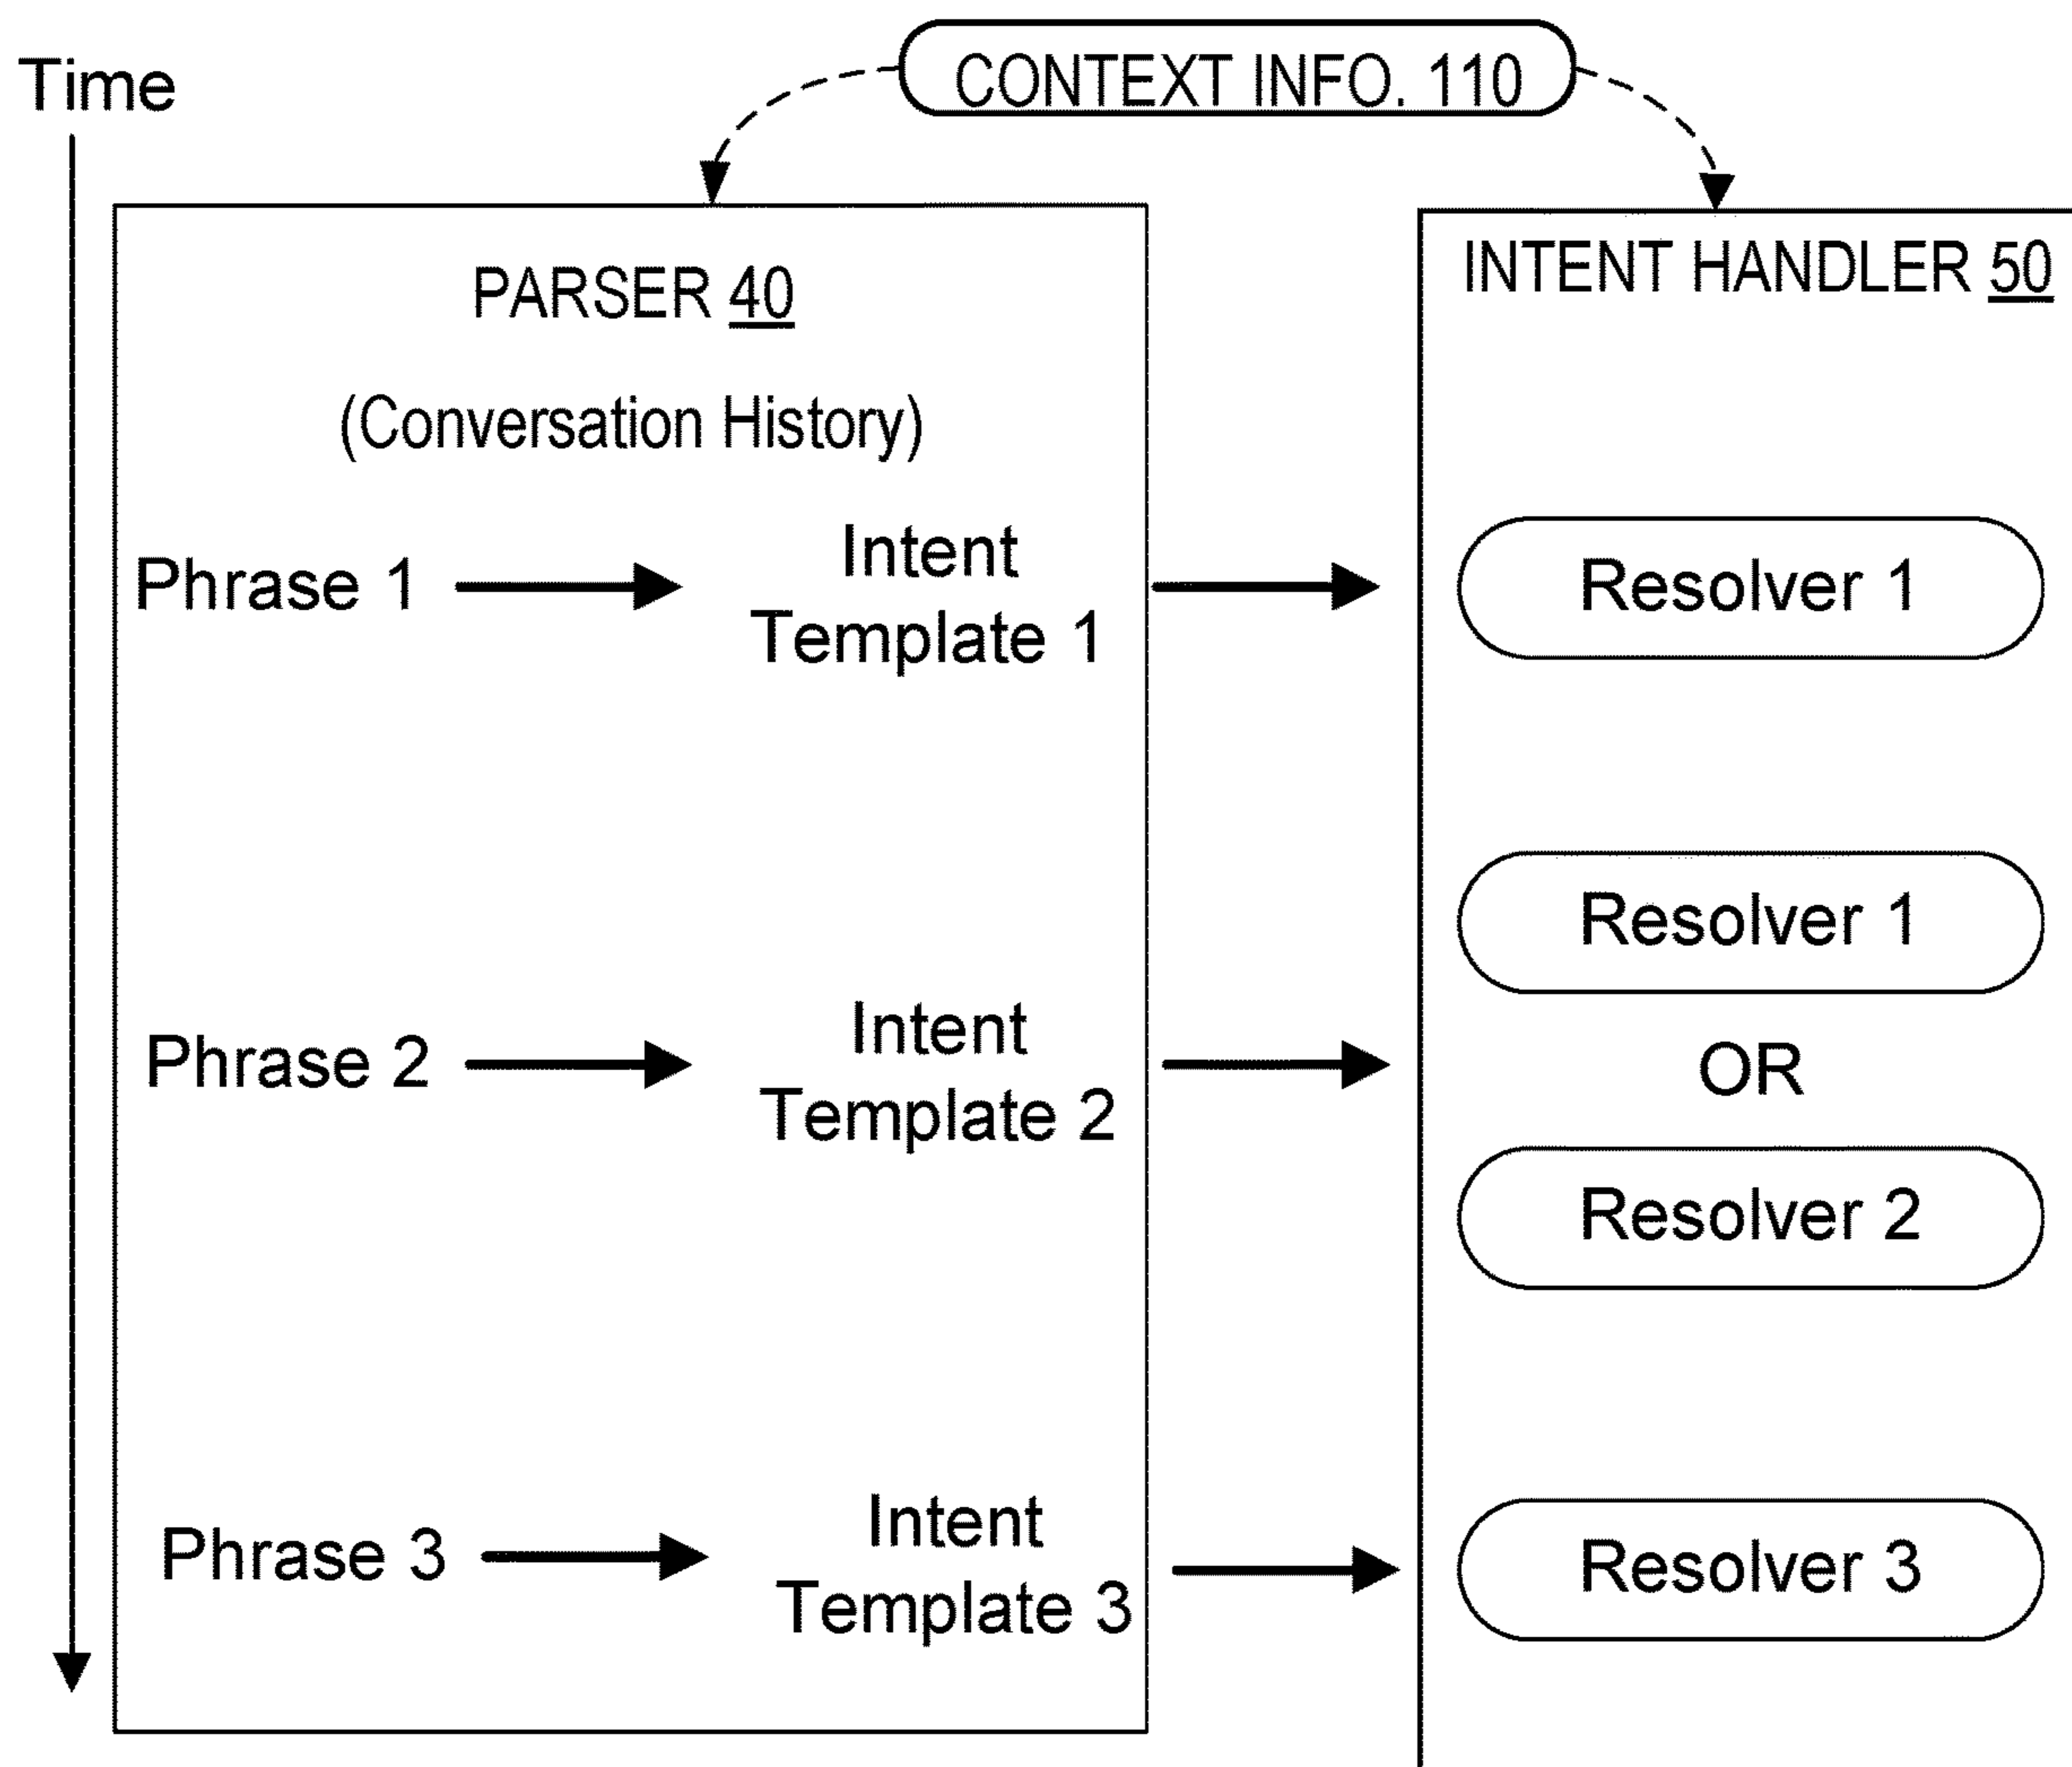 Time
CONTEXT INFO. 110
PARSER 40
(Conversation History)
INTENT HANDLER 50
Phrase 1
Intent
Template 1
Resolver 1
Phrase 2
Intent
Template 2
Resolver 1
OR
Resolver 2
Phrase 3
Intent
Template 3
Resolver 3